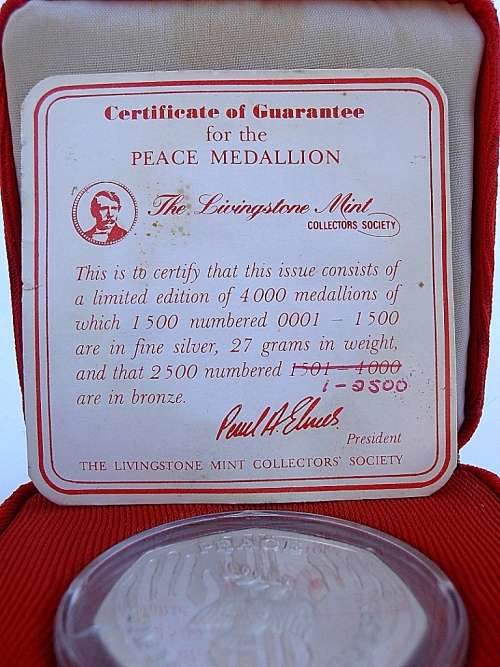 Certificate of Guarantee
for the
PEACE MEDALLION
The Livingstone Mint
COLLECTORS SOCIETY
This is to certify that this issue consists of
a limited edition of 4000 medallions of
which 1500 numbered 0001 – 1500
are in fine silver, 27 grams in weight,
and that 2500 numbered 1501 – 4000
1-2500
are in bronze.
Paul A. Elmes
President
THE LIVINGSTONE MINT COLLECTORS' SOCIETY
PEACE